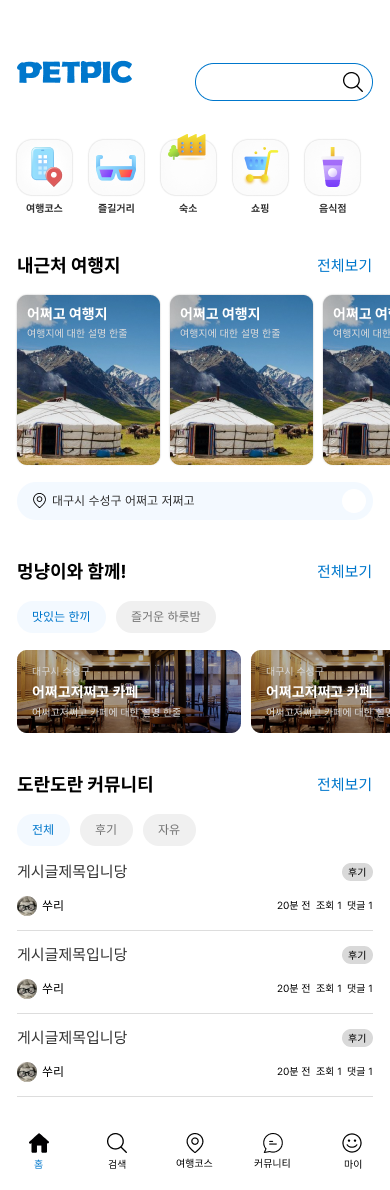 PETPIC
여행코스 즐길거리 숙소 쇼핑 음식점
내근처 여행지 전체보기
어쩌고 여행지 어쩌고 여행지 어쩌고 여
여행지에 대한 설명 한줄 여행지에 대한 설명 한줄 여행지에 대한
대구시 수성구 어쩌고 저쩌고
멍냥이와 함께! 전체보기
맛있는 한끼 즐거운 하룻밤
대구시 수성구 대구시 수성구
어쩌고저쩌고 카페 어쩌고저쩌고 카페
어쩌고저쩌고 카페에 대한 설명 한줄 어쩌고저쩌고 카페에 대한 설명
도란도란 커뮤니티 전체보기
전체 후기 자유
게시글제목입니당 후기
쑤리 20분 전 조회 1 댓글 1
게시글제목입니당 후기
쑤리 20분 전 조회 1 댓글 1
게시글제목입니당 후기
쑤리 20분 전 조회 1 댓글 1
홈 검색 여행코스 커뮤니티 마이